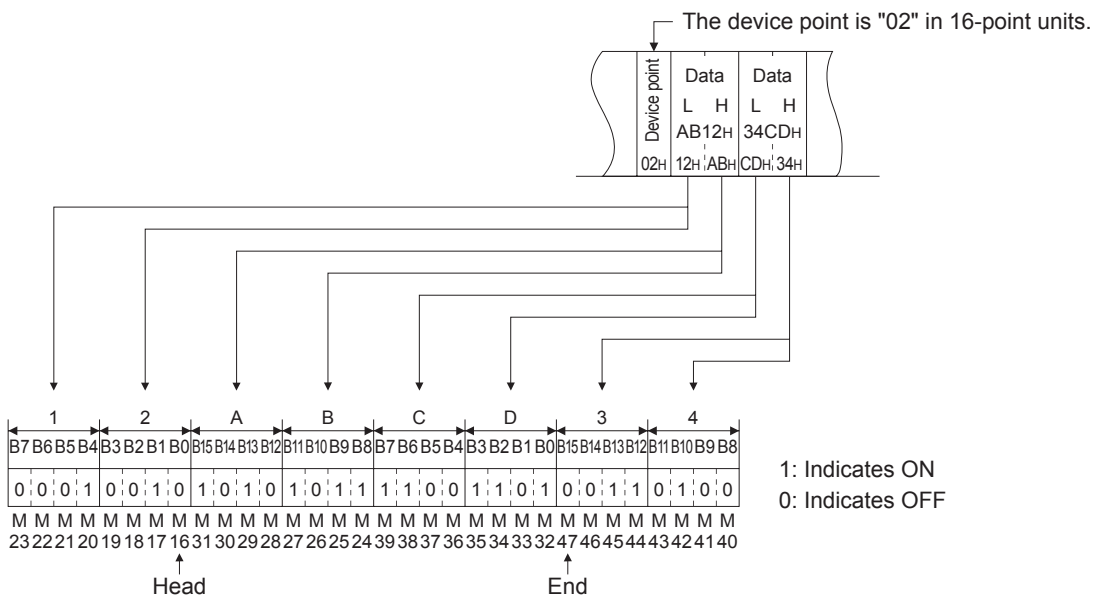 The device point is "02" in 16-point units.
Device point
Data Data
L H L H
AB12H 34CDH
02H 12H ABH CDH 34H
1 2 A B C D 3 4
B7 B6 B5 B4 B3 B2 B1 B0 B15 B14 B13 B12 B11 B10 B9 B8 B7 B6 B5 B4 B3 B2 B1 B0 B15 B14 B13 B12 B11 B10 B9 B8
1: Indicates ON
0 0 0 1 0 0 1 0 1 0 1 0 1 0 1 1 1 1 0 0 1 1 0 1 0 0 1 1 0 1 0 0
0: Indicates OFF
M M M M M M M M M M M M M M M M M M M M M M M M M M M M M M M M
23 22 21 20 19 18 17 16 31 30 29 28 27 26 25 24 39 38 37 36 35 34 33 32 47 46 45 44 43 42 41 40
Head End